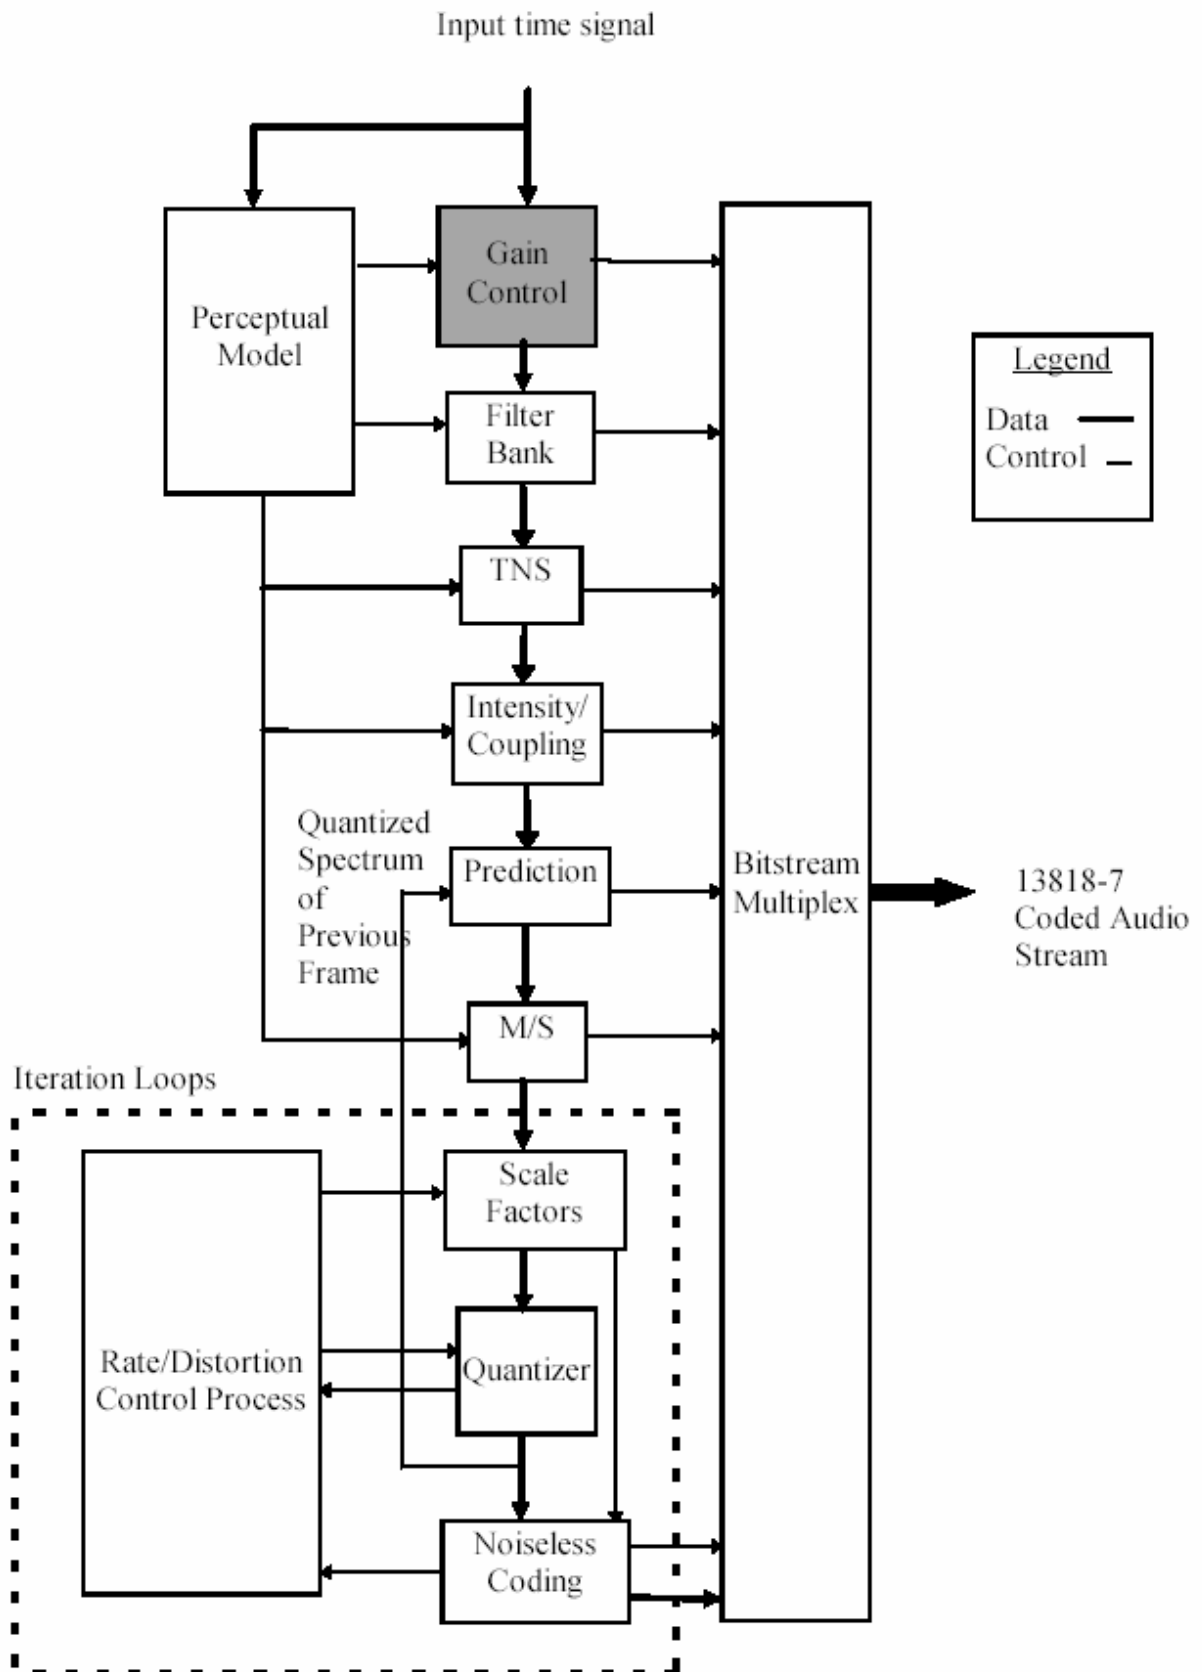 Input time signal
Gain
Control
Perceptual
Model
Legend
Data
Control
Filter
Bank
TNS
Intensity/
Coupling
Quantized
Spectrum
of
Previous
Frame
Prediction
Bitstream
Multiplex
13818-7
Coded Audio
Stream
M/S
Iteration Loops
Scale
Factors
Rate/Distortion
Control Process
Quantizer
Noiseless
Coding